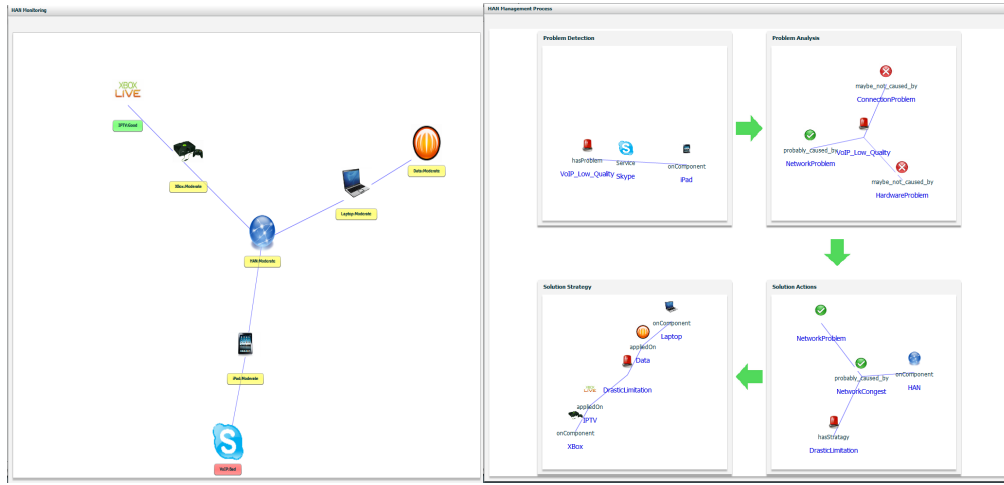 HAN Monitoring
XBOX
LIVE
IPTV:Good
XBox:Moderate
Data:Moderate
Laptop:Moderate
HAN:Moderate
iPad:Moderate
VoIP:Bad
HAN Management Process
Problem Detection
hasProblem
VoIP_Low_Quality
Service
Skype
onComponent
iPad
Problem Analysis
maybe_not_caused_by
ConnectionProblem
probably_caused_by
NetworkProblem
VoIP_Low_Quality
maybe_not_caused_by
HardwareProblem
Solution Strategy
onComponent
Laptop
appliedOn
Data
DrasticLimitation
appliedOn
IPTV
onComponent
XBox
Solution Actions
NetworkProblem
probably_caused_by
NetworkCongest
onComponent
HAN
hasStratagy
DrasticLimitation